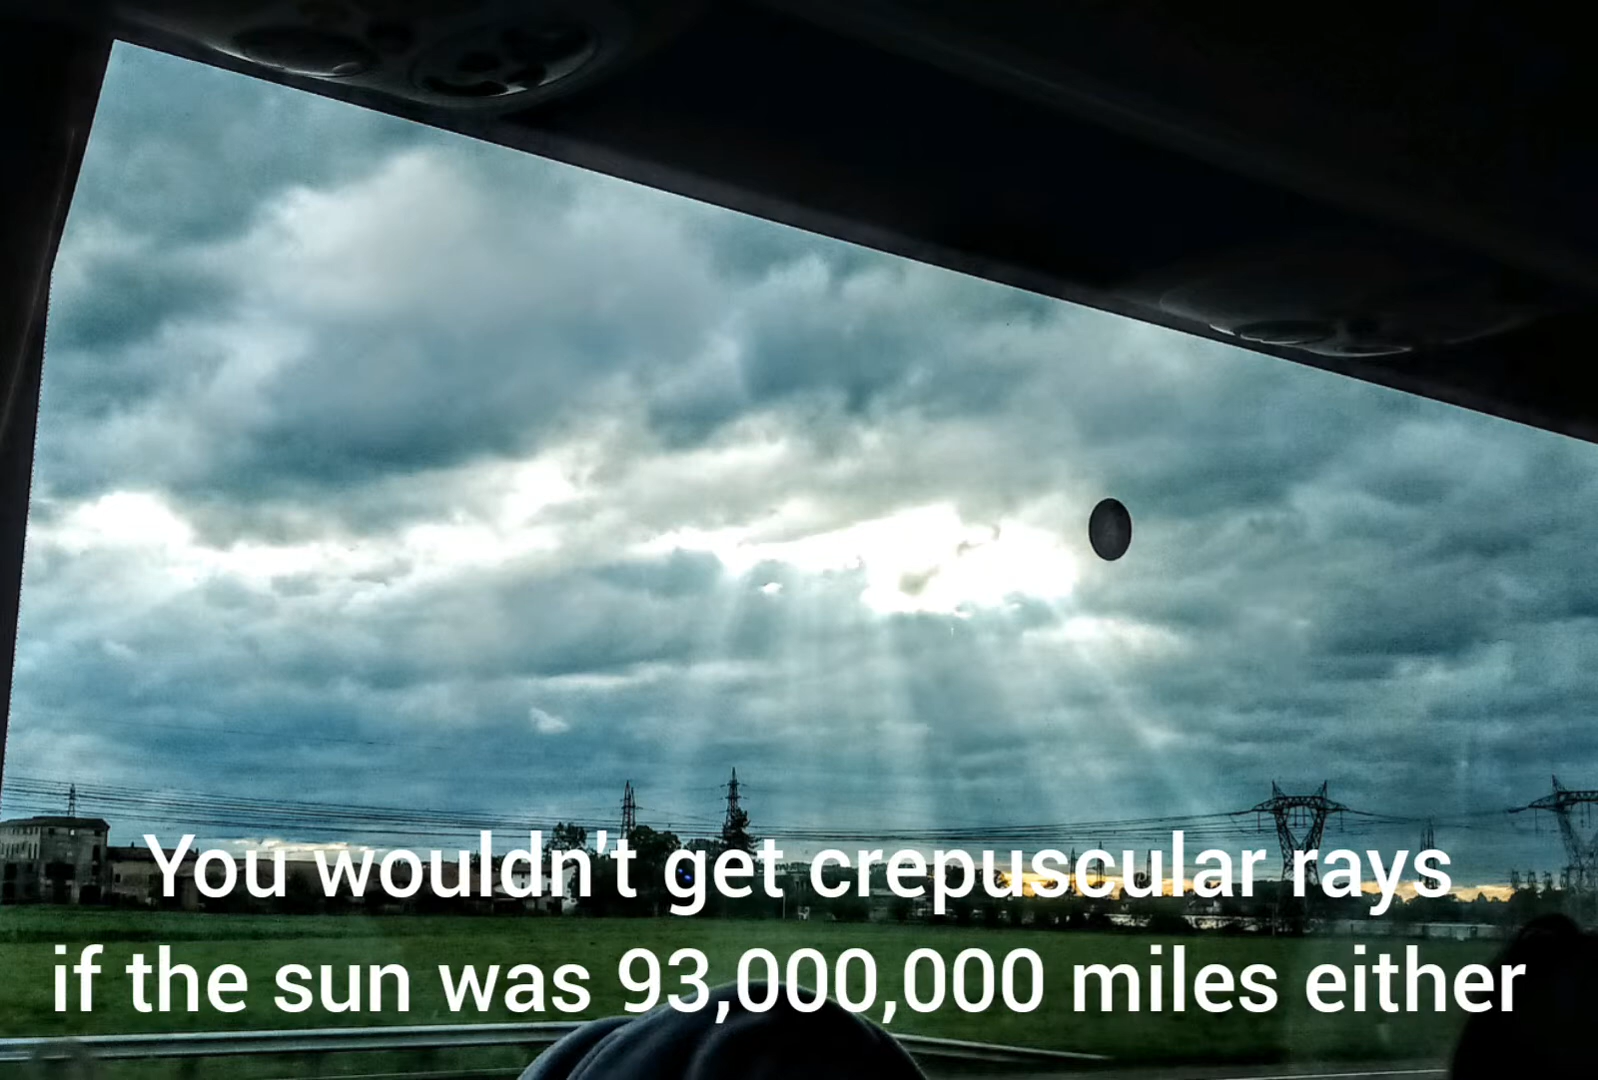 You wouldn't get crepuscular rays
if the sun was 93,000,000 miles either